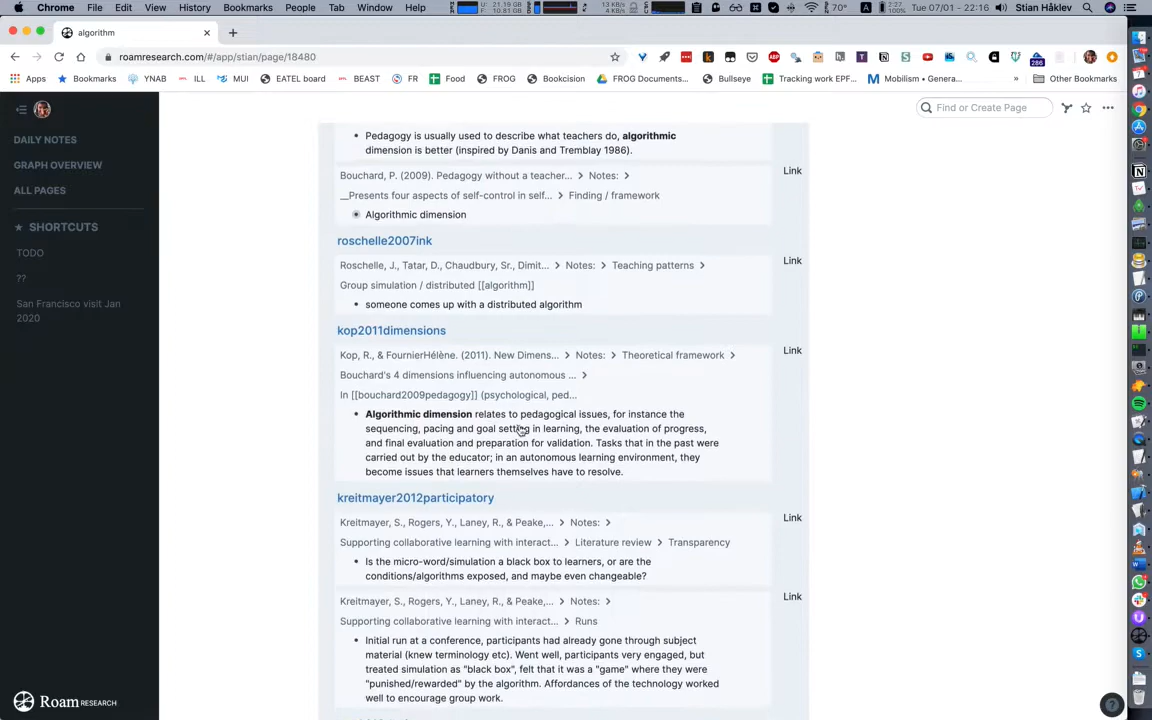 Chrome File Edit View History Bookmarks People Tab Window Help 21.19 GB 10.81 GB 13 KB/s 70° 2:27 100% Tue 07/01 - 22:16 Stian Håklev
algorithm
roamresearch.com/#/app/stian/page/18480
286
Apps Bookmarks YNAB ILL MUI EATEL board BEAST FR Food FROG Bookcision FROG Documents... Bullseye Tracking work EPF... Mobilism • Genera... » Other Bookmarks
Find or Create Page
DAILY NOTES
GRAPH OVERVIEW
ALL PAGES
★ SHORTCUTS
TODO
??
San Francisco visit Jan
2020
Pedagogy is usually used to describe what teachers do, algorithmic
dimension is better (inspired by Danis and Tremblay 1986).
Bouchard, P. (2009). Pedagogy without a teacher... > Notes: > Link
__Presents four aspects of self-control in self... > Finding / framework
Algorithmic dimension
roschelle2007ink
Roschelle, J., Tatar, D., Chaudbury, Sr., Dimit... > Notes: > Teaching patterns > Link
Group simulation / distributed [[algorithm]]
someone comes up with a distributed algorithm
kop2011dimensions
Kop, R., & FournierHélène. (2011). New Dimens... > Notes: > Theoretical framework > Link
Bouchard's 4 dimensions influencing autonomous ... >
In [[bouchard2009pedagogy]] (psychological, ped...
Algorithmic dimension relates to pedagogical issues, for instance the
sequencing, pacing and goal setting in learning, the evaluation of progress,
and final evaluation and preparation for validation. Tasks that in the past were
carried out by the educator; in an autonomous learning environment, they
become issues that learners themselves have to resolve.
kreitmayer2012participatory
Kreitmayer, S., Rogers, Y., Laney, R., & Peake,... > Notes: > Link
Supporting collaborative learning with interact... > Literature review > Transparency
Is the micro-word/simulation a black box to learners, or are the
conditions/algorithms exposed, and maybe even changeable?
Kreitmayer, S., Rogers, Y., Laney, R., & Peake,... > Notes: > Link
Supporting collaborative learning with interact... > Runs
Initial run at a conference, participants had already gone through subject
material (knew terminology etc). Went well, participants very engaged, but
treated simulation as "black box", felt that it was a "game" where they were
"punished/rewarded" by the algorithm. Affordances of the technology worked
well to encourage group work.
Roam RESEARCH